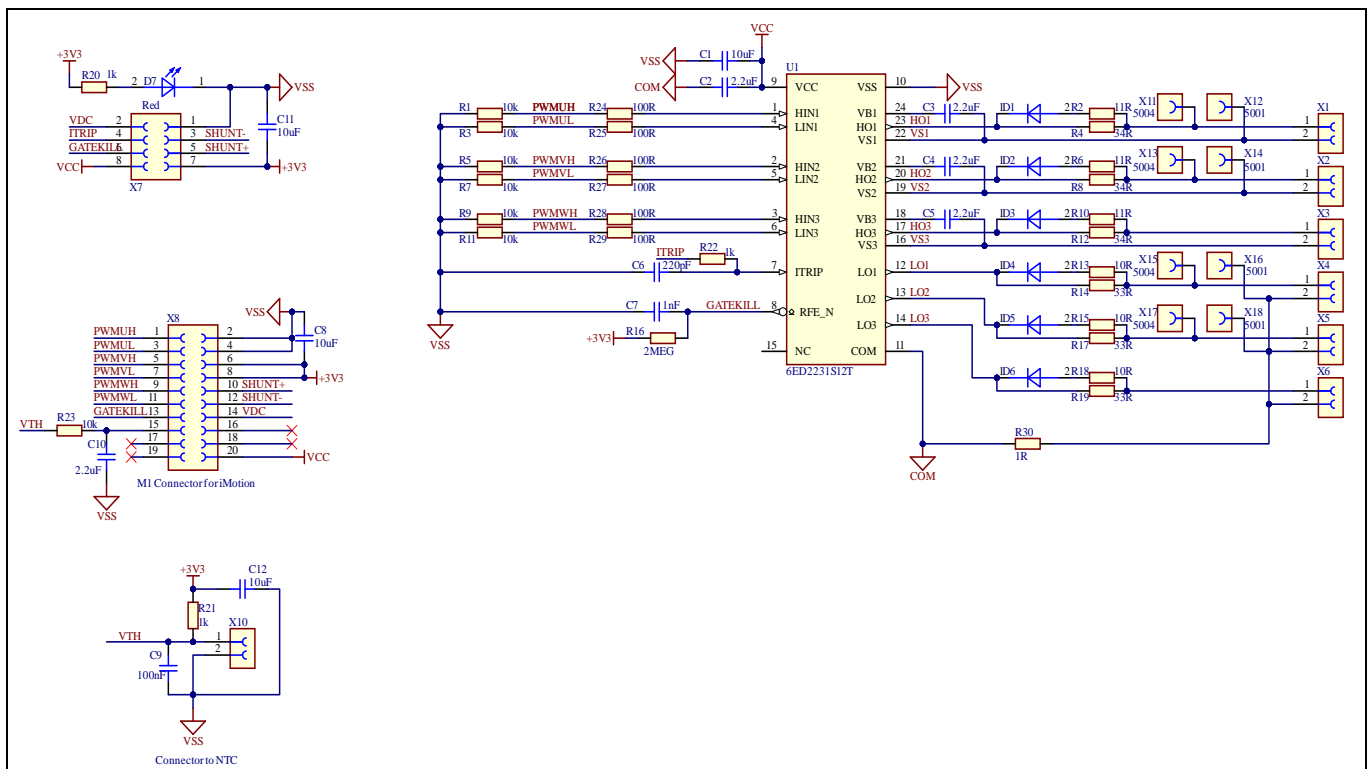 +3V3
R20 1k
2 D7 1
VSS
Red
C11
10uF
VDC 2 1
ITRIP 4 3 SHUNT-
GATEKILL 6 5 SHUNT+
VCC 8 7 +3V3
X7
VCC
VSS C1 10uF
COM C2 2.2uF
U1
9 VCC VSS 10 VSS
R1 10k PWMUH R24 100R 1 HIN1
R3 10k PWMUL R25 100R 4 LIN1
R5 10k PWMVH R26 100R 2 HIN2
R7 10k PWMVL R27 100R 5 LIN2
R9 10k PWMWH R28 100R 3 HIN3
R11 10k PWMWL R29 100R 6 LIN3
ITRIP R22 1k
C6 220pF 7 ITRIP
C7 1nF GATEKILL 8 RFE_N
+3V3 R16
2MEG
15 NC
VSS
6ED2231S12T
VB1 24 C3 2.2uF
HO1 23 HO1
VS1 22 VS1
VB2 21 C4 2.2uF
HO2 20 HO2
VS2 19 VS2
VB3 18 C5 2.2uF
HO3 17 HO3
VS3 16 VS3
LO1 12 LO1
LO2 13 LO2
LO3 14 LO3
COM 11
1D1 2 R2 11R
R4 34R
X11 5004 X12 5001 X1 1 2
1D2 2 R6 11R
R8 34R
X13 5004 X14 5001 X2 1 2
1D3 2 R10 11R
R12 34R
X3 1 2
1D4 2 R13 10R
R14 33R
X15 5004 X16 5001 X4 1 2
1D5 2 R15 10R
R17 33R
X17 5004 X18 5001 X5 1 2
1D6 2 R18 10R
R19 33R
X6 1 2
R30
1R
COM
VSS
X8
C8
10uF
PWMUH 1 2
PWMUL 3 4
PWMVH 5 6
PWMVL 7 8 +3V3
PWMWH 9 10 SHUNT+
PWMWL 11 12 SHUNT-
GATEKILL 13 14 VDC
VTH R23 10k 15 16
17 18
19 20 VCC
C10
2.2uF
VSS
M1 Connector for iMotion
+3V3
C12
10uF
R21
1k
X10
VTH 1
2
C9
100nF
VSS
Connector to NTC